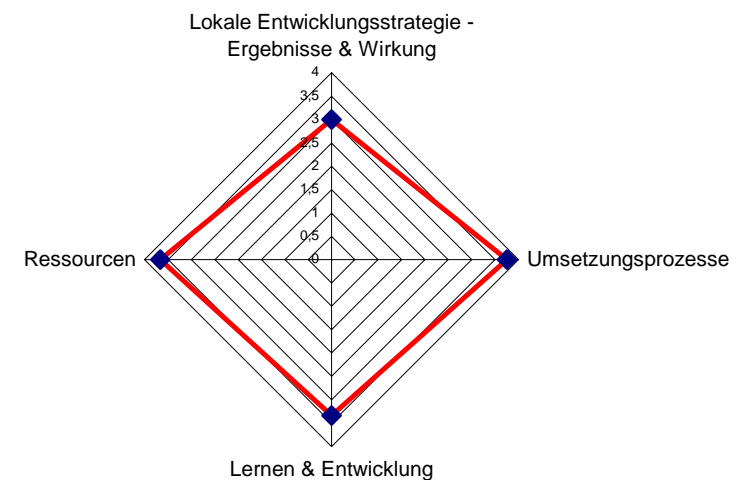 Lokale Entwicklungsstrategie -
Ergebnisse & Wirkung
4
3,5
3
2,5
2
1,5
1
0,5
0
Ressourcen
Umsetzungsprozesse
Lernen & Entwicklung